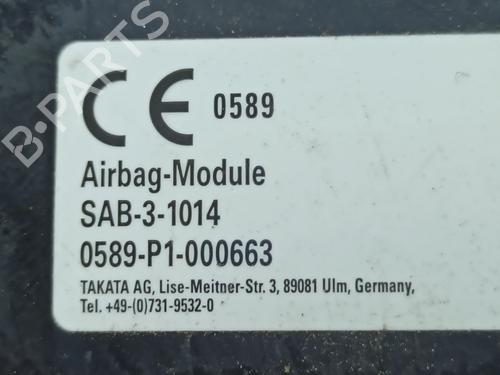 B-PARTS
CE 0589
Airbag-Module
SAB-3-1014
0589-P1-000663
TAKATA AG, Lise-Meitner-Str. 3, 89081 Ulm, Germany,
Tel. +49-(0)731-9532-0